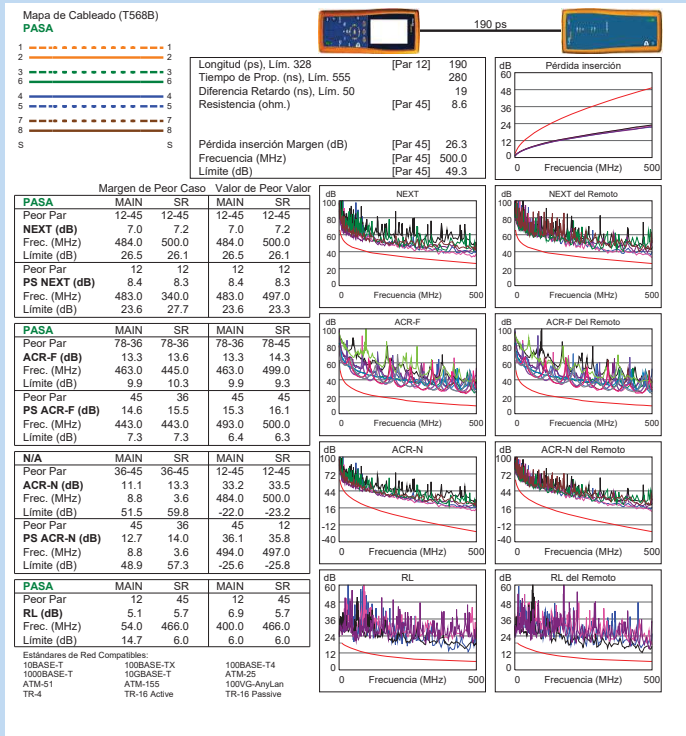 Mapa de Cableado (T568B)
PASA
1 1
2 2
3 3
6 6
4 4
5 5
7 7
8 8
S S
190 ps
Longitud (ps), Lím. 328 [Par 12] 190
Tiempo de Prop. (ns), Lím. 555 280
Diferencia Retardo (ns), Lím. 50 19
Resistencia (ohm.) [Par 45] 8.6
Pérdida inserción Margen (dB) [Par 45] 26.3
Frecuencia (MHz) [Par 45] 500.0
Límite (dB) [Par 45] 49.3
dB Pérdida inserción
60
48
36
24
12
0
0 Frecuencia (MHz) 500
Margen de Peor Caso Valor de Peor Valor
PASA MAIN SR MAIN SR
Peor Par 12-45 12-45 12-45 12-45
NEXT (dB) 7.0 7.2 7.0 7.2
Frec. (MHz) 484.0 500.0 484.0 500.0
Límite (dB) 26.5 26.1 26.5 26.1
Peor Par 12 12 12 12
PS NEXT (dB) 8.4 8.3 8.4 8.3
Frec. (MHz) 483.0 340.0 483.0 497.0
Límite (dB) 23.6 27.7 23.6 23.3
dB NEXT
100
80
60
40
20
0
0 Frecuencia (MHz) 500
dB NEXT del Remoto
100
80
60
40
20
0
0 Frecuencia (MHz) 500
PASA MAIN SR MAIN SR
Peor Par 78-36 78-36 78-36 78-45
ACR-F (dB) 13.3 13.6 13.3 14.3
Frec. (MHz) 463.0 445.0 463.0 499.0
Límite (dB) 9.9 10.3 9.9 9.3
Peor Par 45 36 45 45
PS ACR-F (dB) 14.6 15.5 15.3 16.1
Frec. (MHz) 443.0 443.0 493.0 500.0
Límite (dB) 7.3 7.3 6.4 6.3
dB ACR-F
100
80
60
40
20
0
0 Frecuencia (MHz) 500
dB ACR-F Del Remoto
100
80
60
40
20
0
0 Frecuencia (MHz) 500
N/A MAIN SR MAIN SR
Peor Par 36-45 36-45 12-45 12-45
ACR-N (dB) 11.1 13.3 33.2 33.5
Frec. (MHz) 8.8 3.6 484.0 500.0
Límite (dB) 51.5 59.8 -22.0 -23.2
Peor Par 45 36 45 12
PS ACR-N (dB) 12.7 14.0 36.1 35.8
Frec. (MHz) 8.8 3.6 494.0 497.0
Límite (dB) 48.9 57.3 -25.6 -25.8
dB ACR-N
100
72
44
16
-12
-40
0 Frecuencia (MHz) 500
dB ACR-N del Remoto
100
72
44
16
-12
-40
0 Frecuencia (MHz) 500
PASA MAIN SR MAIN SR
Peor Par 12 45 12 45
RL (dB) 5.1 5.7 6.9 5.7
Frec. (MHz) 54.0 466.0 400.0 466.0
Límite (dB) 14.7 6.0 6.0 6.0
dB RL
60
48
36
24
12
0
0 Frecuencia (MHz) 500
dB RL del Remoto
60
48
36
24
12
0
0 Frecuencia (MHz) 500
Estándares de Red Compatibles:
10BASE-T 100BASE-TX 100BASE-T4
1000BASE-T 10GBASE-T ATM-25
ATM-51 ATM-155 100VG-AnyLan
TR-4 TR-16 Active TR-16 Passive